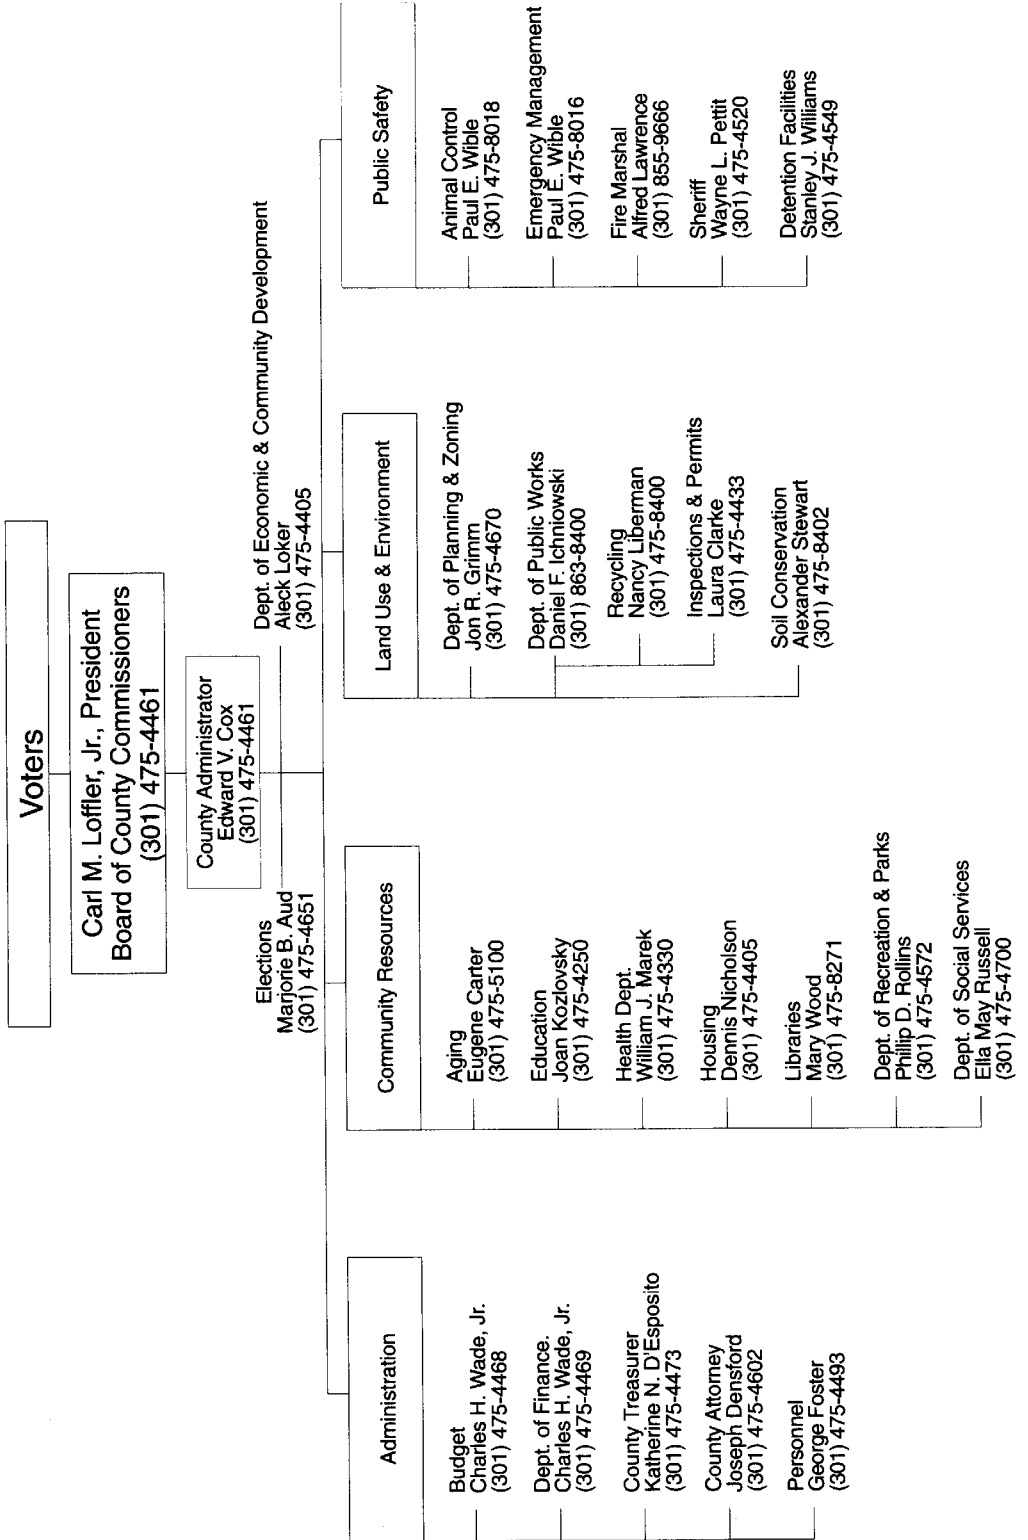 Voters
Carl M. Loffler, Jr., President
Board of County Commissioners
(301) 475-4461
County Administrator
Edward V. Cox
(301) 475-4461
Elections
Marjorie B. Aud
(301) 475-4651
Dept. of Economic & Community Development
Aleck Loker
(301) 475-4405
Administration
Budget
Charles H. Wade, Jr.
(301) 475-4468
Dept. of Finance.
Charles H. Wade, Jr.
(301) 475-4469
County Treasurer
Katherine N. D'Esposito
(301) 475-4473
County Attorney
Joseph Densford
(301) 475-4602
Personnel
George Foster
(301) 475-4493
Community Resources
Aging
Eugene Carter
(301) 475-5100
Education
Joan Kozlovsky
(301) 475-4250
Health Dept.
William J. Marek
(301) 475-4330
Housing
Dennis Nicholson
(301) 475-4405
Libraries
Mary Wood
(301) 475-8271
Dept. of Recreation & Parks
Phillip D. Rollins
(301) 475-4572
Dept. of Social Services
Ella May Russell
(301) 475-4700
Land Use & Environment
Dept. of Planning & Zoning
Jon R. Grimm
(301) 475-4670
Dept. of Public Works
Daniel F. Ichniowski
(301) 863-8400
Recycling
Nancy Liberman
(301) 475-8400
Inspections & Permits
Laura Clarke
(301) 475-4433
Soil Conservation
Alexander Stewart
(301) 475-8402
Public Safety
Animal Control
Paul E. Wible
(301) 475-8018
Emergency Management
Paul E. Wible
(301) 475-8016
Fire Marshal
Alfred Lawrence
(301) 855-9666
Sheriff
Wayne L. Pettit
(301) 475-4520
Detention Facilities
Stanley J. Williams
(301) 475-4549